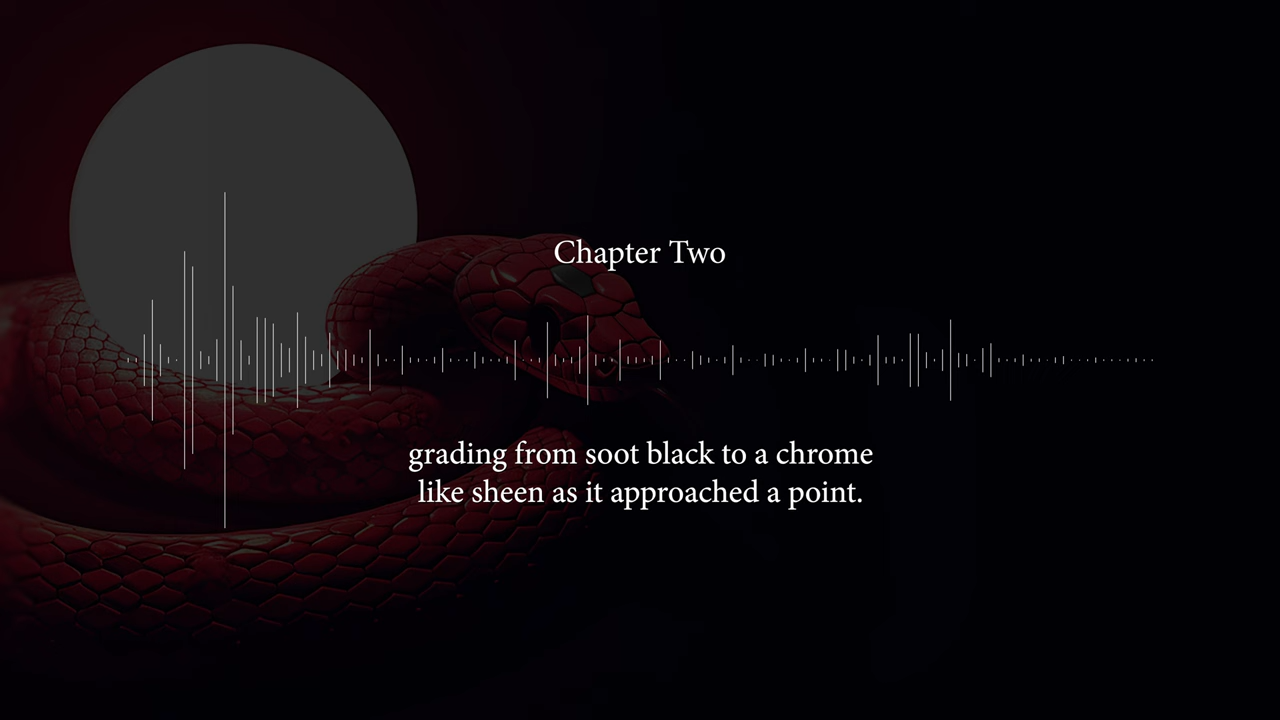 Chapter Two
grading from soot black to a chrome
like sheen as it approached a point.